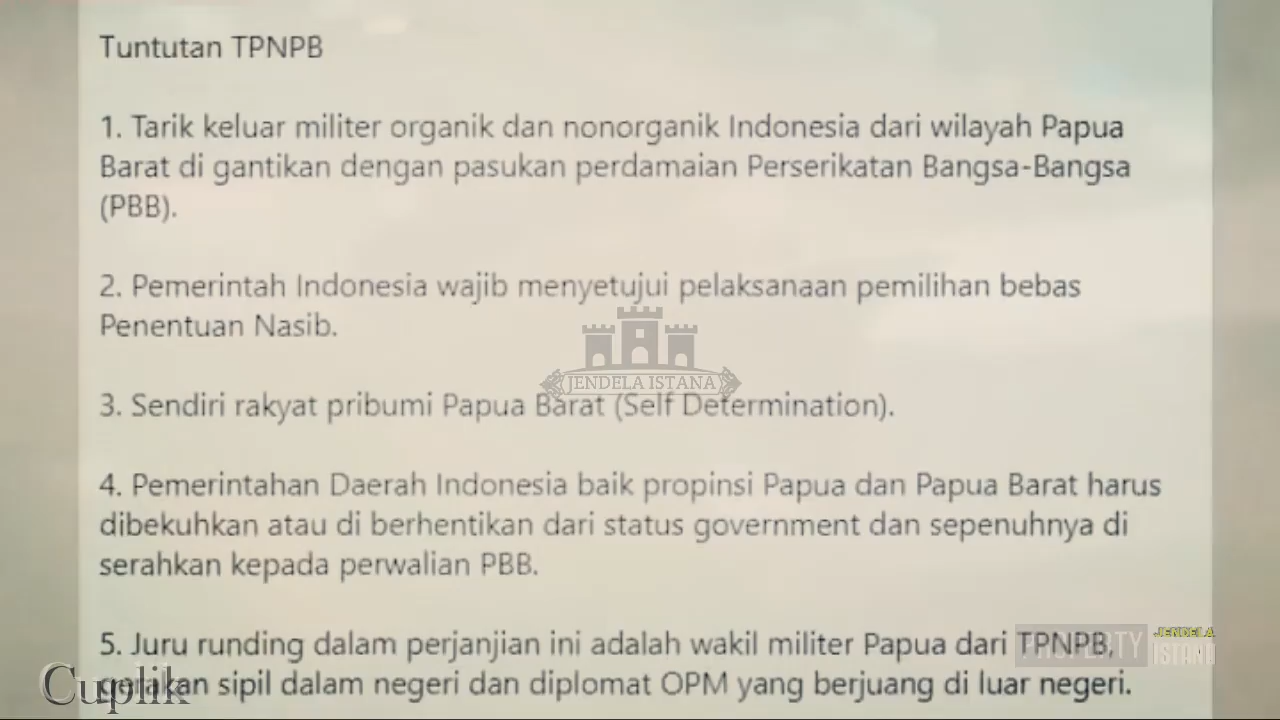 Tuntutan TPNPB
1. Tarik keluar militer organik dan nonorganik Indonesia dari wilayah Papua
Barat di gantikan dengan pasukan perdamaian Perserikatan Bangsa-Bangsa
(PBB).
2. Pemerintah Indonesia wajib menyetujui pelaksanaan pemilihan bebas
Penentuan Nasib.
JENDELA ISTANA
3. Sendiri rakyat pribumi Papua Barat (Self Determination).
4. Pemerintahan Daerah Indonesia baik propinsi Papua dan Papua Barat harus
dibekuhkan atau di berhentikan dari status government dan sepenuhnya di
serahkan kepada perwalian PBB.
5. Juru runding dalam perjanjian ini adalah wakil militer Papua dari TPNPB,
gerakan sipil dalam negeri dan diplomat OPM yang berjuang di luar negeri.
PROPERTY
JENDELA
ISTANA
Cuplik